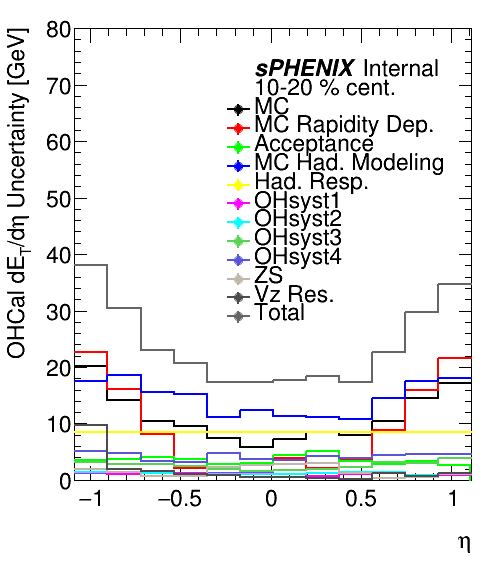 OHCal dE_T/dη Uncertainty [GeV]
80
70
60
50
40
30
20
10
0
sPHENIX Internal
10-20 % cent.
MC
MC Rapidity Dep.
Acceptance
MC Had. Modeling
Had. Resp.
OHsyst1
OHsyst2
OHsyst3
OHsyst4
ZS
Vz Res.
Total
−1 −0.5 0 0.5 1
η